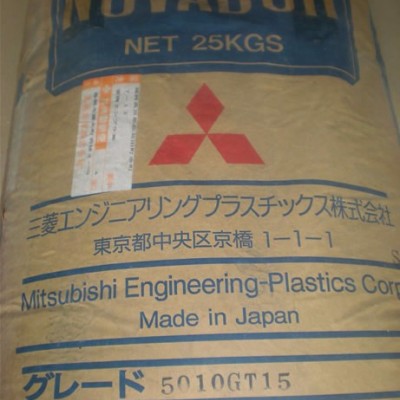 NOVADUR
NET 25KGS
三菱エンジニアリングプラスチックス株式会社
東京都中央区京橋 1-1-1
Mitsubishi Engineering-Plastics Corp
Made in Japan
グレード 5010GT15